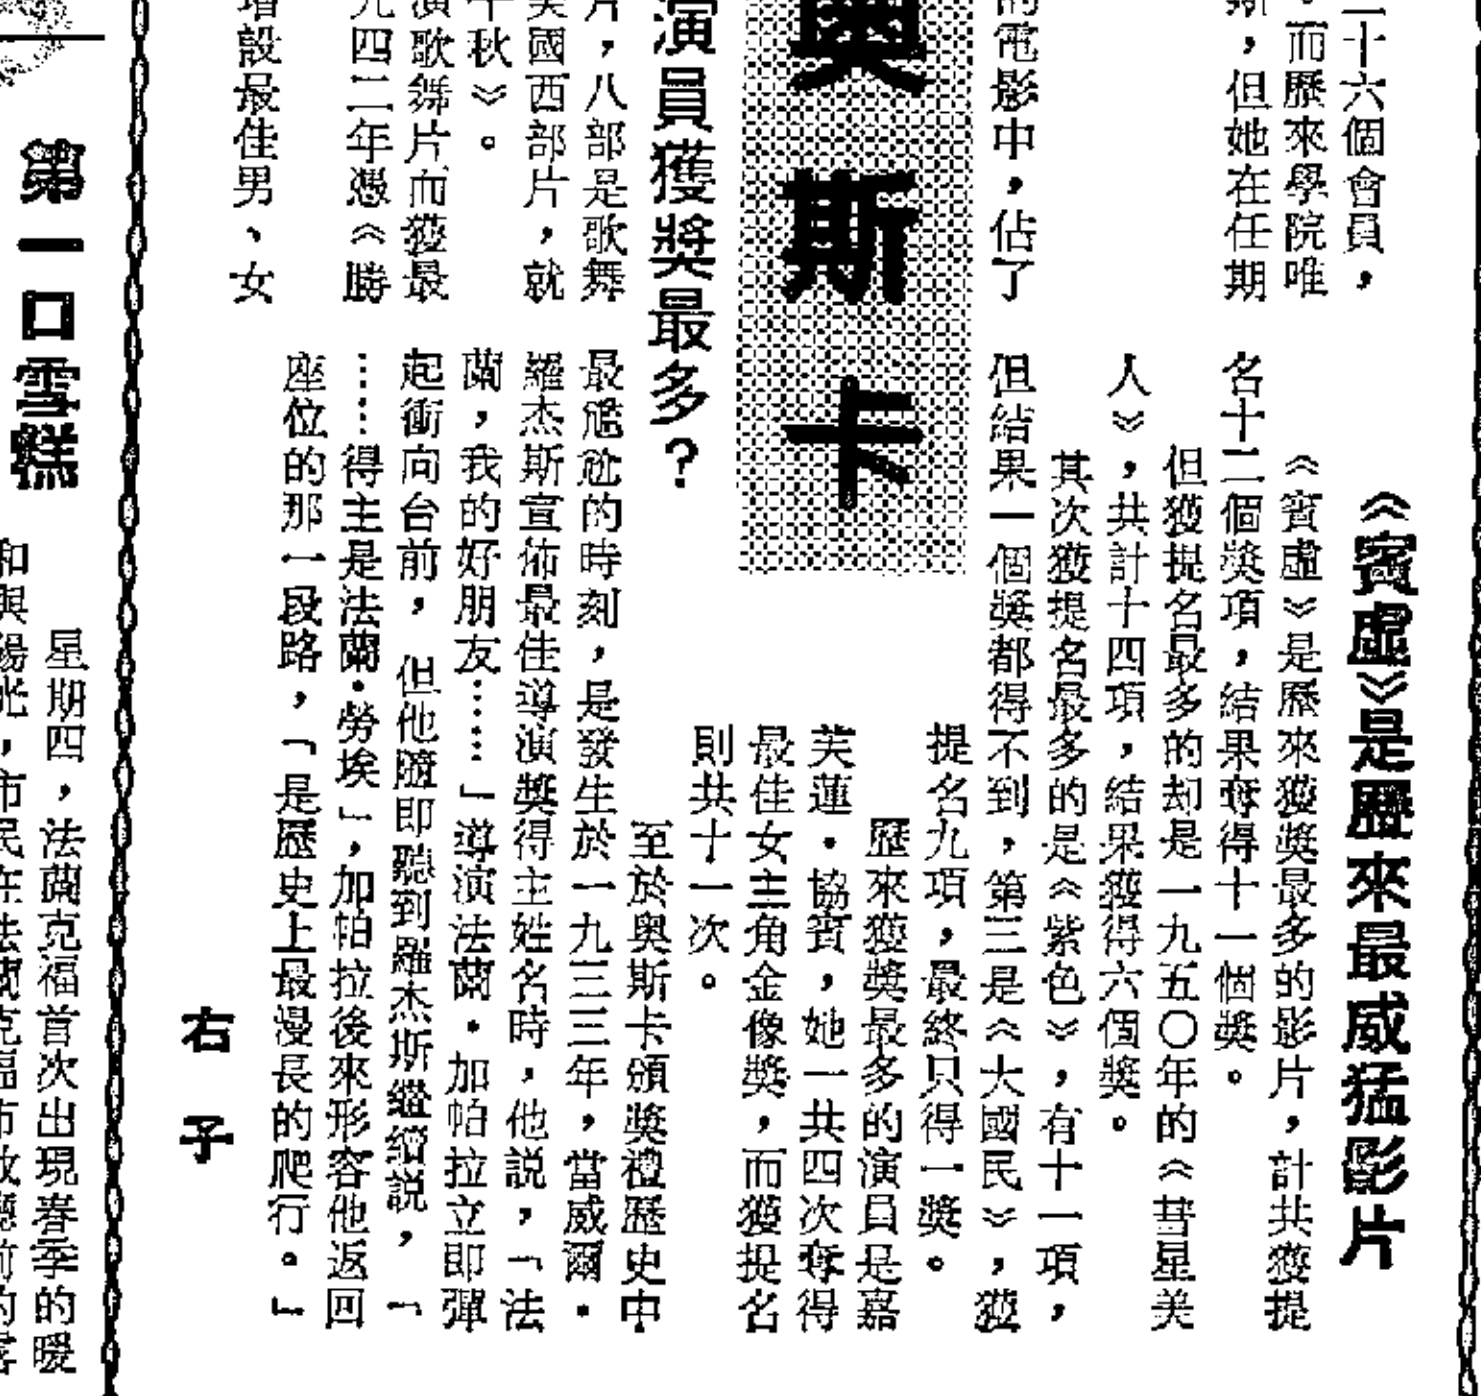 二十六個會員，
。而歷來學院唯
斯，但她在任期
《賓虛》是歷來最威猛影片
《賓虛》是歷來獲獎最多的影片，計共獲提
名十二個獎項，結果奪得十一個獎。
但獲提名最多的却是一九五〇年的《彗星美
人》，共計十四項，結果獲得六個獎。
其次獲提名最多的是《紫色》，有十一項，
但結果一個獎都得不到，第三是《大國民》，獲
提名九項，最終只得一獎。
歷來獲獎最多的演員是嘉
芙蓮・協賓，她一共四次奪得
最佳女主角金像獎，而獲提名
則共十一次。
的電影中，佔了
奧斯卡
演員獲獎最多？
片，八部是歌舞
美國西部片，就
千秋》。
演歌舞片而獲最
九四二年憑《勝
增設最佳男、女
至於奧斯卡頒獎禮歷史中
最尷尬的時刻，是發生於一九三三年，當威爾・
羅杰斯宣佈最佳導演獎得主姓名時，他説，「法
蘭，我的好朋友……」導演法蘭・加帕拉立即彈
起衝向台前，但他隨即聽到羅杰斯繼續説，「
……得主是法蘭・勞埃」，加帕拉後來形容他返回
座位的那一段路，「是歷史上最漫長的爬行。」
右子
第一口雪糕
星期四，法蘭克福首次出現春季的暖
和與陽光，市民在法蘭克福市政廳前的露